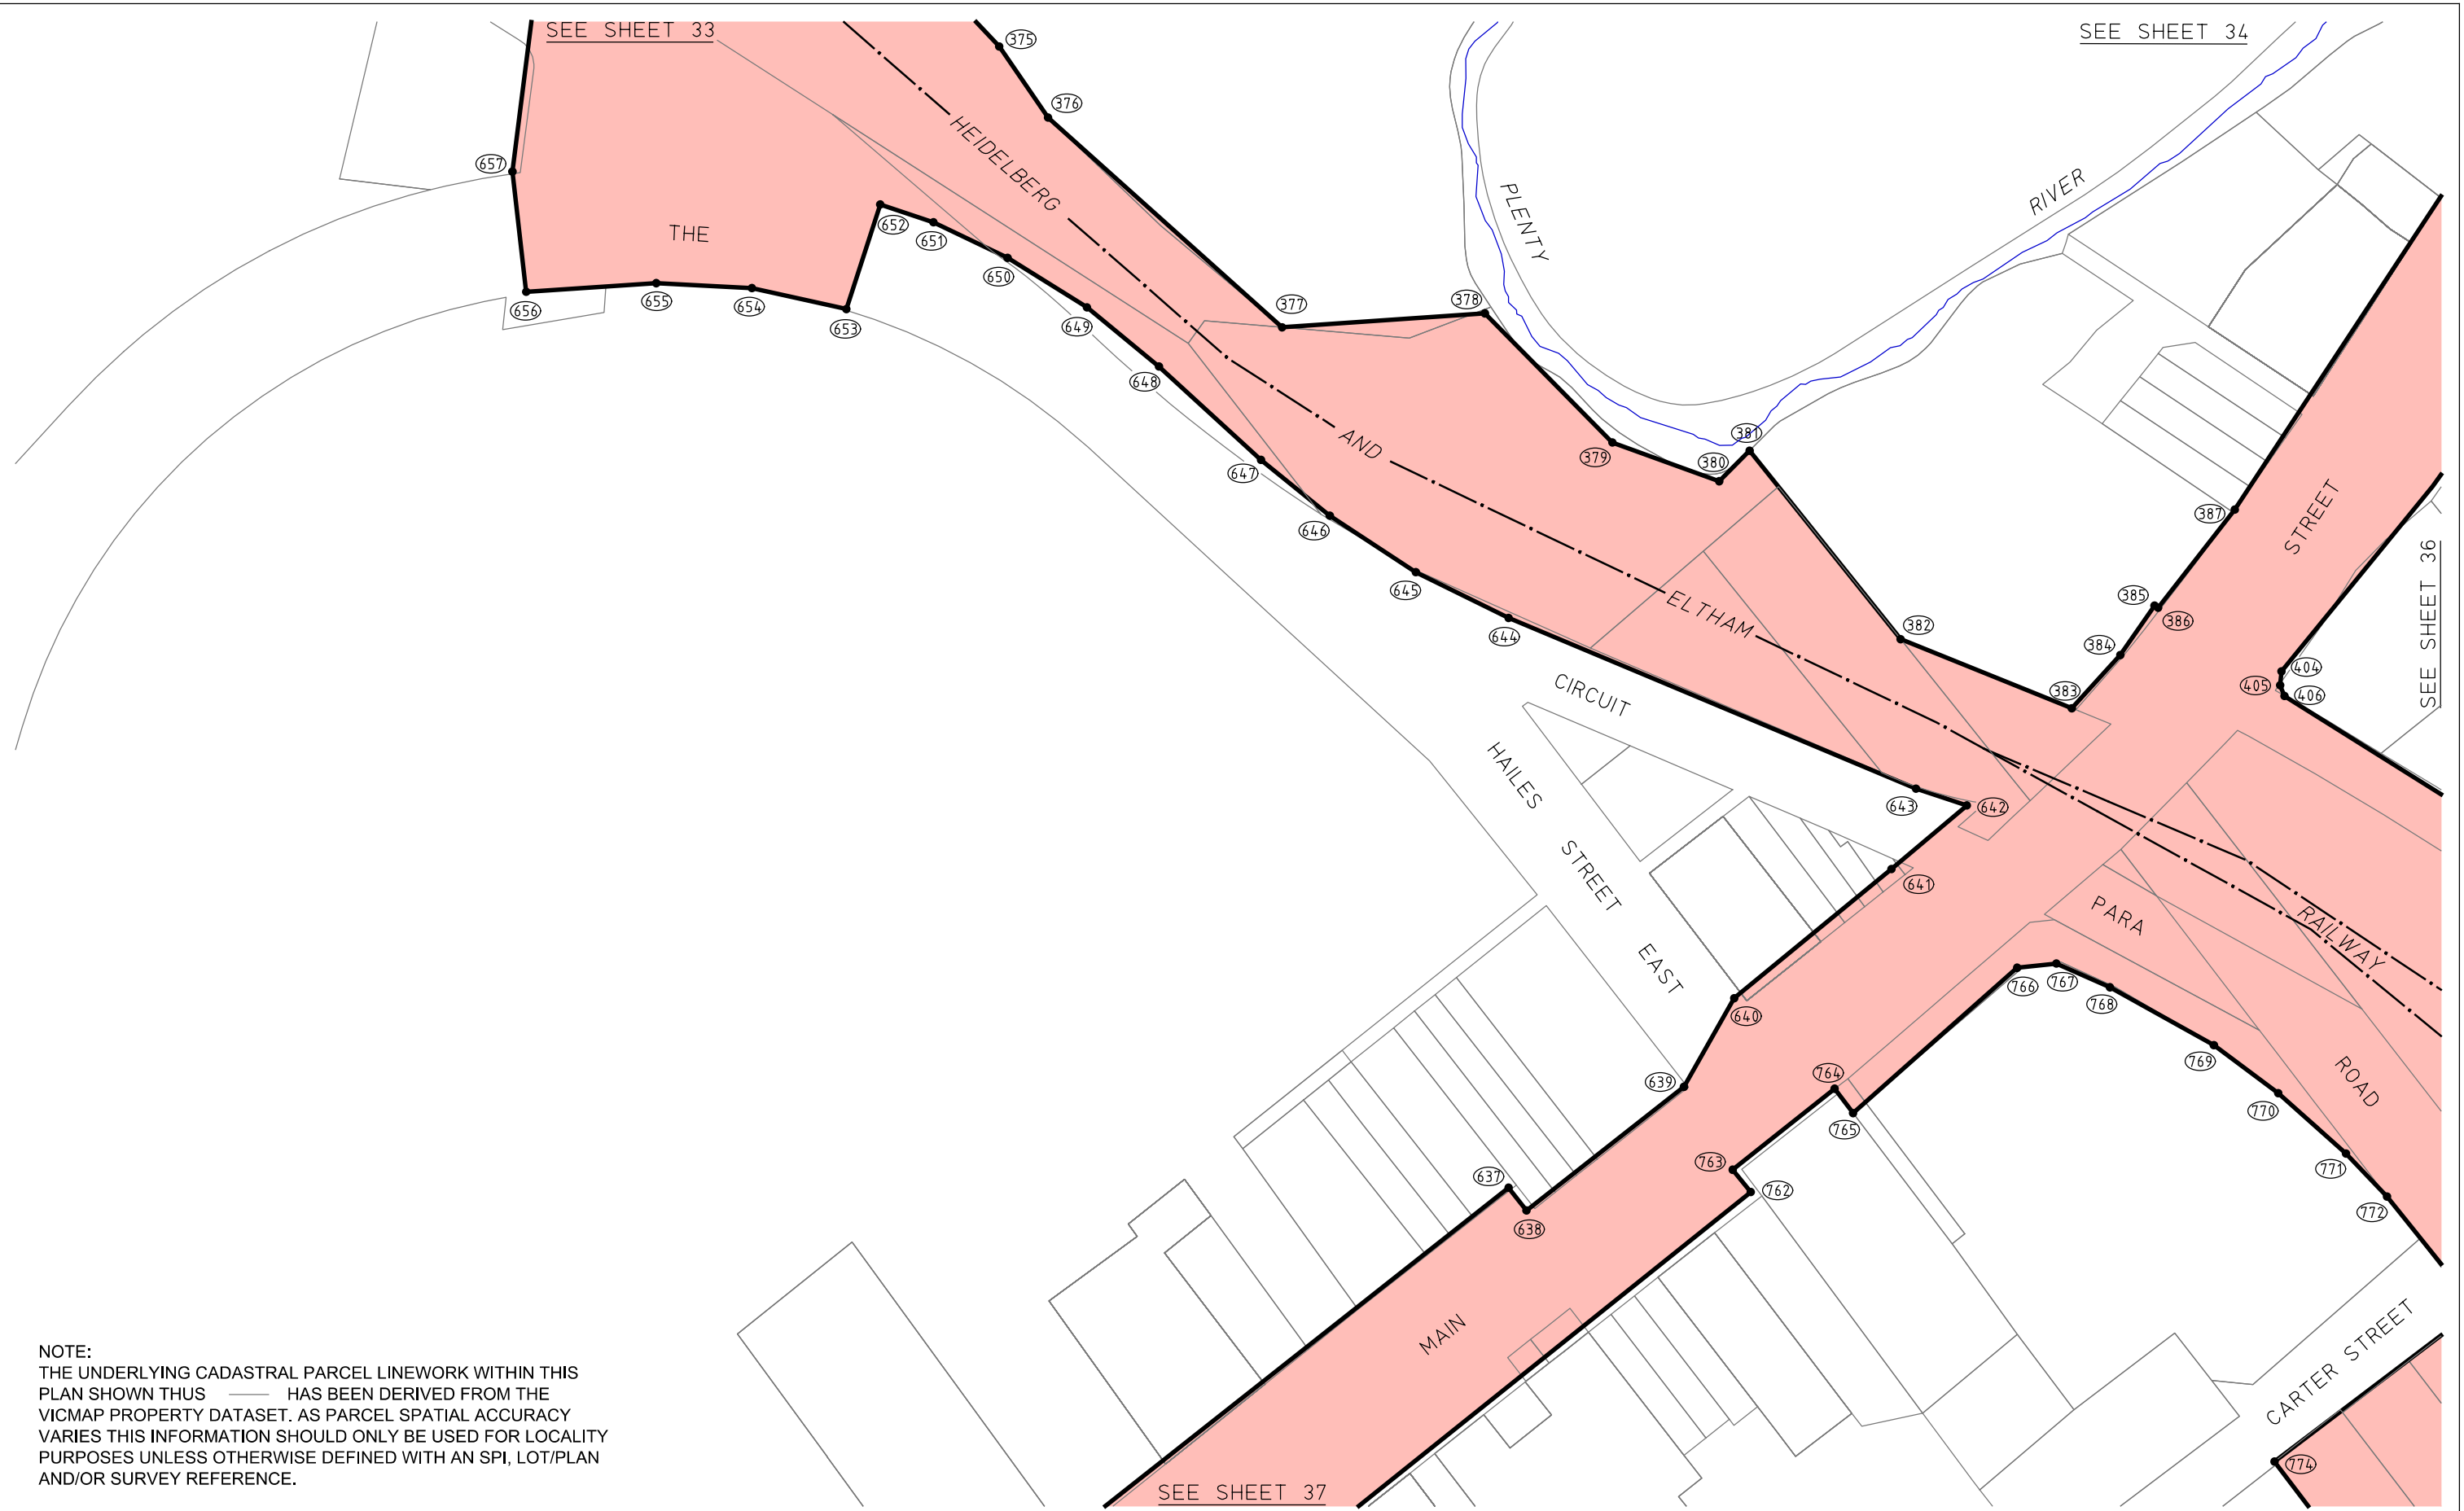 SEE SHEET 33
SEE SHEET 34
375
376
657
HEIDELBERG
PLENTY
RIVER
THE
652
651
650
656
655
654
653
649
377
378
648
AND
381
379
380
647
646
387
STREET
SEE SHEET 36
645
644
ELTHAM
382
385
386
384
383
404
405
406
CIRCUIT
HAILES STREET EAST
643
642
641
PARA
ROAD
RAILWAY
640
766
767
768
769
639
764
765
770
763
762
771
772
637
638
MAIN
CARTER STREET
774
SEE SHEET 37
NOTE:
THE UNDERLYING CADASTRAL PARCEL LINEWORK WITHIN THIS
PLAN SHOWN THUS —— HAS BEEN DERIVED FROM THE
VICMAP PROPERTY DATASET. AS PARCEL SPATIAL ACCURACY
VARIES THIS INFORMATION SHOULD ONLY BE USED FOR LOCALITY
PURPOSES UNLESS OTHERWISE DEFINED WITH AN SPI, LOT/PLAN
AND/OR SURVEY REFERENCE.